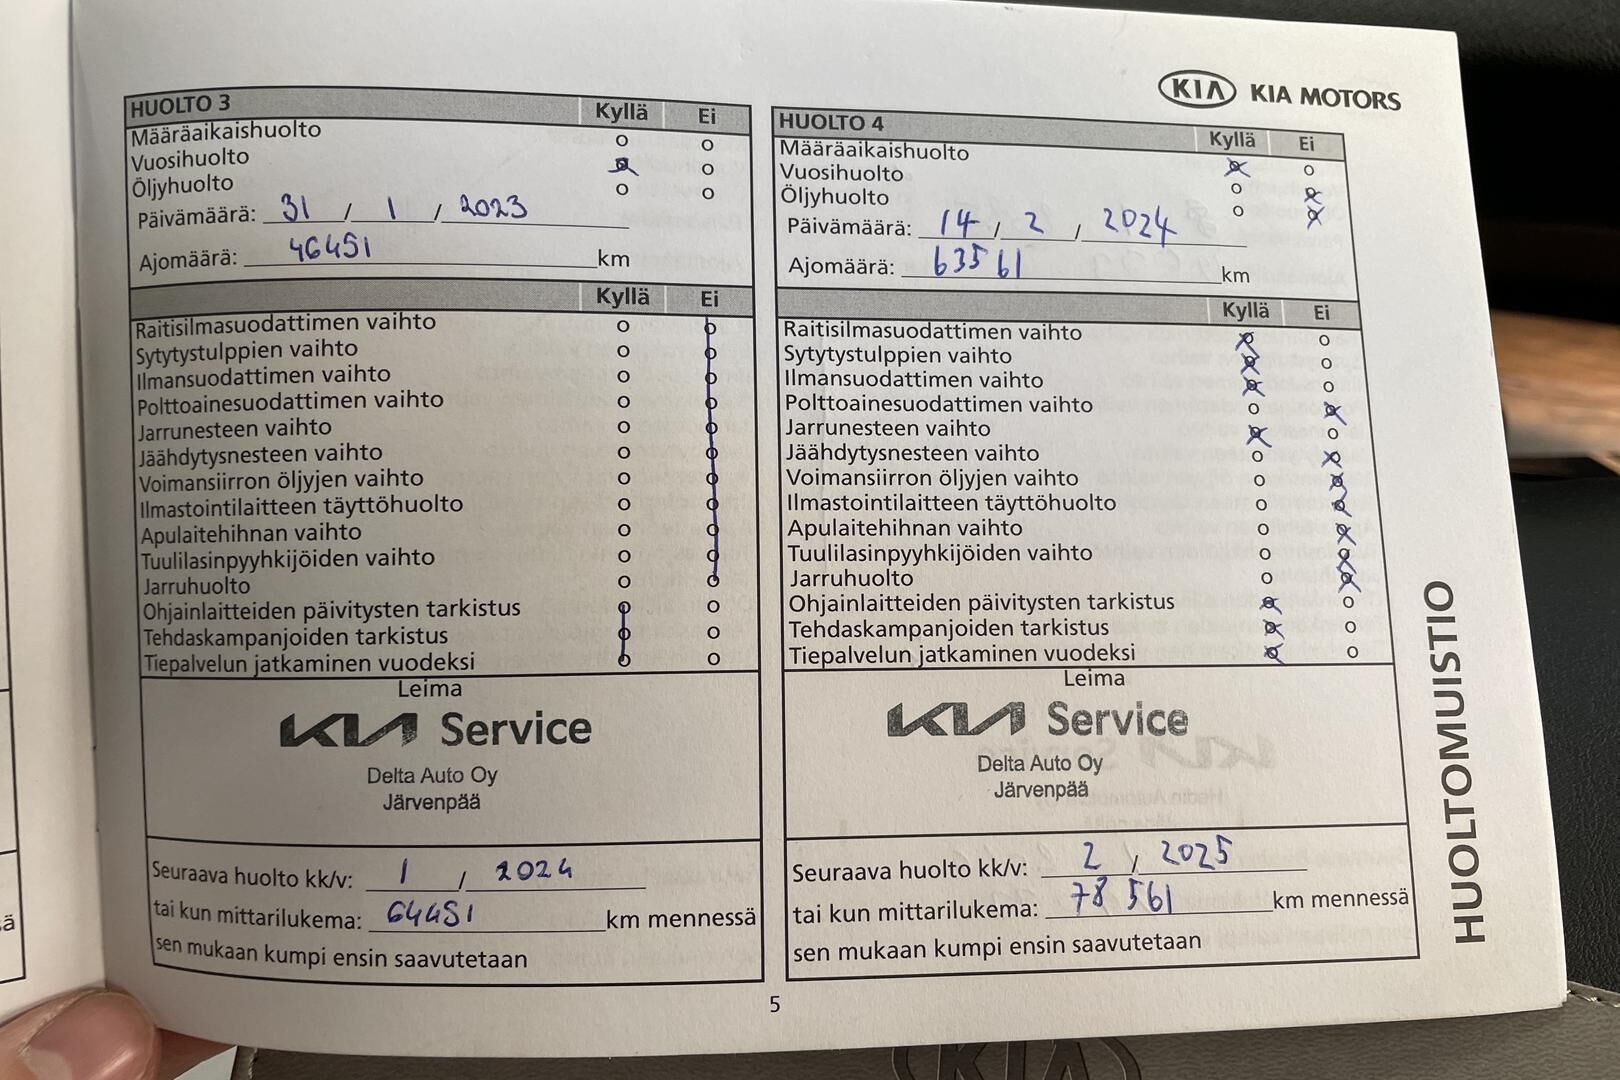 KIA KIA MOTORS
HUOLTO 3 Kyllä Ei
Määräaikaishuolto
Vuosihuolto
Öljyhuolto
Päivämäärä: 31 / 1 / 2023
Ajomäärä: 46451 km
Kyllä Ei
Raitisilmasuodattimen vaihto
Sytytystulppien vaihto
Ilmansuodattimen vaihto
Polttoainesuodattimen vaihto
Jarrunesteen vaihto
Jäähdytysnesteen vaihto
Voimansiirron öljyjen vaihto
Ilmastointilaitteen täyttöhuolto
Apulaitehihnan vaihto
Tuulilasinpyyhkijöiden vaihto
Jarruhuolto
Ohjainlaitteiden päivitysten tarkistus
Tehdaskampanjoiden tarkistus
Tiepalvelun jatkaminen vuodeksi
Leima
KIA Service
Delta Auto Oy
Järvenpää
Seuraava huolto kk/v: 1 / 2024
tai kun mittarilukema: 64451 km mennessä
sen mukaan kumpi ensin saavutetaan
HUOLTO 4 Kyllä Ei
Määräaikaishuolto
Vuosihuolto
Öljyhuolto
Päivämäärä: 14 / 2 / 2024
Ajomäärä: 63561 km
Kyllä Ei
Raitisilmasuodattimen vaihto
Sytytystulppien vaihto
Ilmansuodattimen vaihto
Polttoainesuodattimen vaihto
Jarrunesteen vaihto
Jäähdytysnesteen vaihto
Voimansiirron öljyjen vaihto
Ilmastointilaitteen täyttöhuolto
Apulaitehihnan vaihto
Tuulilasinpyyhkijöiden vaihto
Jarruhuolto
Ohjainlaitteiden päivitysten tarkistus
Tehdaskampanjoiden tarkistus
Tiepalvelun jatkaminen vuodeksi
Leima
KIA Service
Delta Auto Oy
Järvenpää
Seuraava huolto kk/v: 2 / 2025
tai kun mittarilukema: 78 561 km mennessä
sen mukaan kumpi ensin saavutetaan
HUOLTOMUISTIO
5
KIA